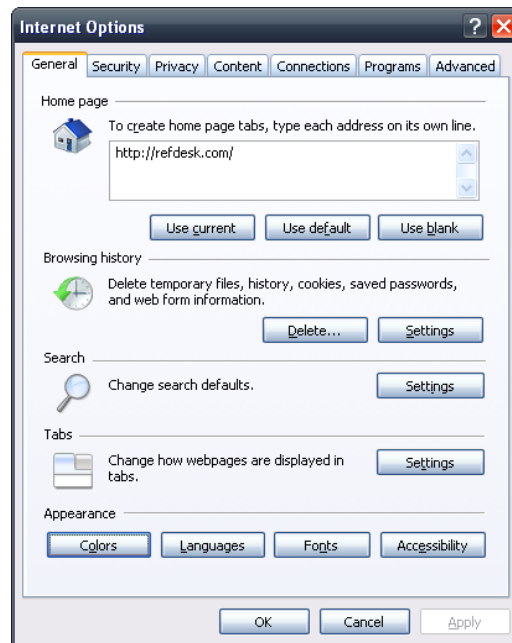 Internet Options
General Security Privacy Content Connections Programs Advanced
Home page
To create home page tabs, type each address on its own line.
http://refdesk.com/
Use current Use default Use blank
Browsing history
Delete temporary files, history, cookies, saved passwords,
and web form information.
Delete... Settings
Search
Change search defaults.
Settings
Tabs
Change how webpages are displayed in
tabs.
Settings
Appearance
Colors Languages Fonts Accessibility
OK Cancel Apply